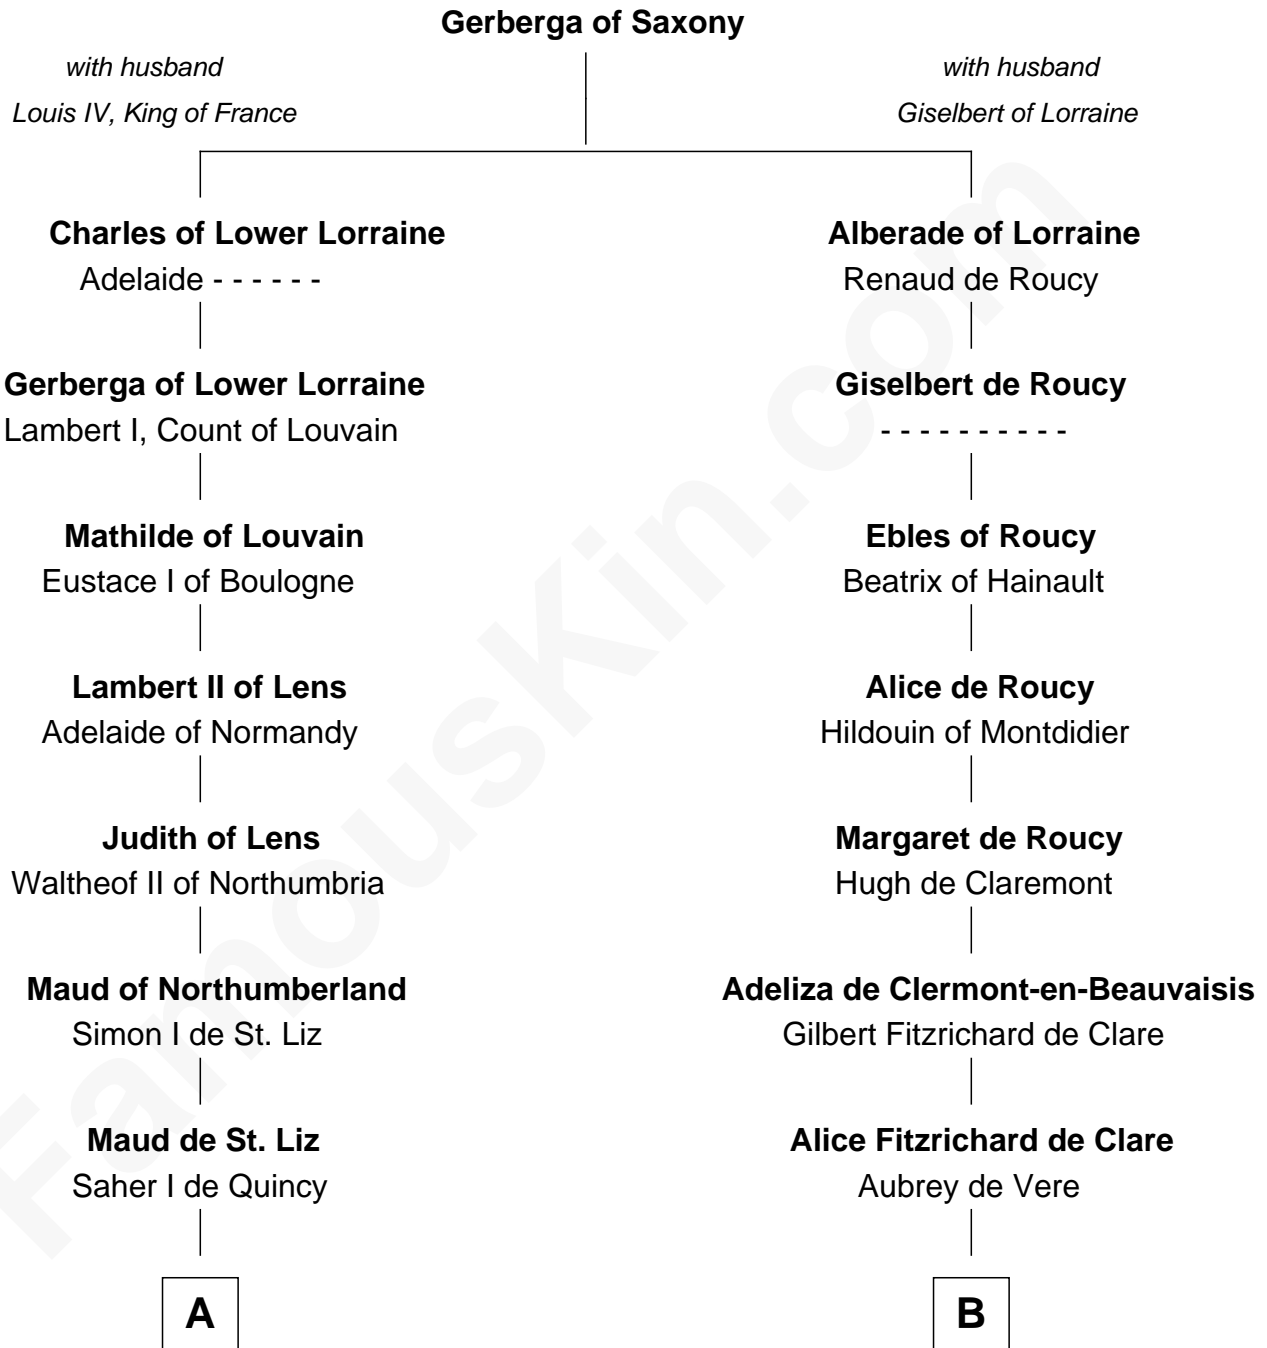 Gerberga of Saxony
with husband
Louis IV, King of France
with husband
Giselbert of Lorraine
Charles of Lower Lorraine
Adelaide - - - - - -
Alberade of Lorraine
Renaud de Roucy
Gerberga of Lower Lorraine
Lambert I, Count of Louvain
Giselbert de Roucy
- - - - - - - - - -
Mathilde of Louvain
Eustace I of Boulogne
Ebles of Roucy
Beatrix of Hainault
Lambert II of Lens
Adelaide of Normandy
Alice de Roucy
Hildouin of Montdidier
Judith of Lens
Waltheof II of Northumbria
Margaret de Roucy
Hugh de Claremont
Maud of Northumberland
Simon I de St. Liz
Adeliza de Clermont-en-Beauvaisis
Gilbert Fitzrichard de Clare
Maud de St. Liz
Saher I de Quincy
Alice Fitzrichard de Clare
Aubrey de Vere
A
B
FamousKin.com